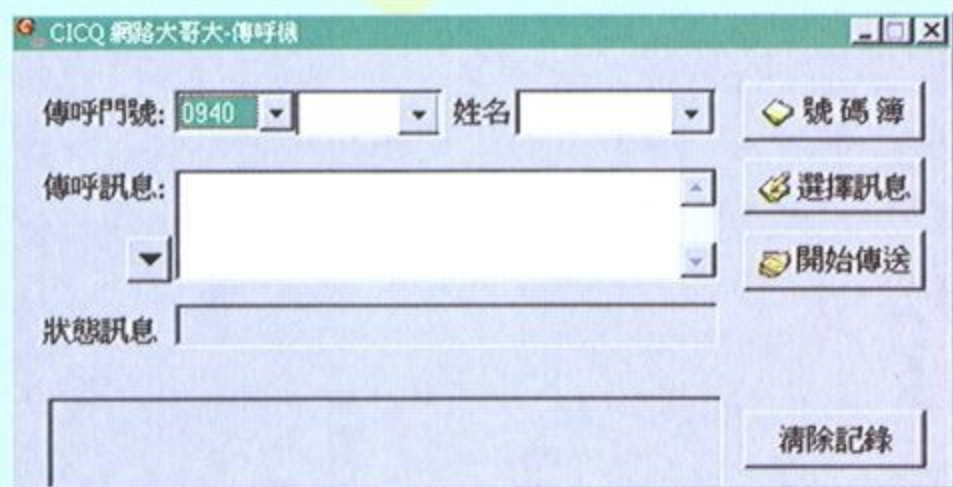 CICQ 網路大哥大-傳呼機
傳呼門號: 0940 姓名 號碼簿
傳呼訊息: 選擇訊息
開始傳送
狀態訊息
清除記錄